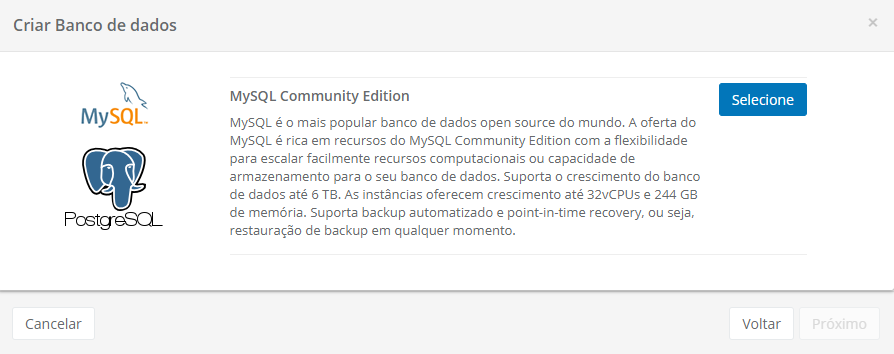 Criar Banco de dados
×
MySQL™
PostgreSQL
MySQL Community Edition
Selecione
MySQL é o mais popular banco de dados open source do mundo. A oferta do
MySQL é rica em recursos do MySQL Community Edition com a flexibilidade
para escalar facilmente recursos computacionais ou capacidade de
armazenamento para o seu banco de dados. Suporta o crescimento do banco
de dados até 6 TB. As instâncias oferecem crescimento até 32vCPUs e 244 GB
de memória. Suporta backup automatizado e point-in-time recovery, ou seja,
restauração de backup em qualquer momento.
Cancelar
Voltar
Próximo